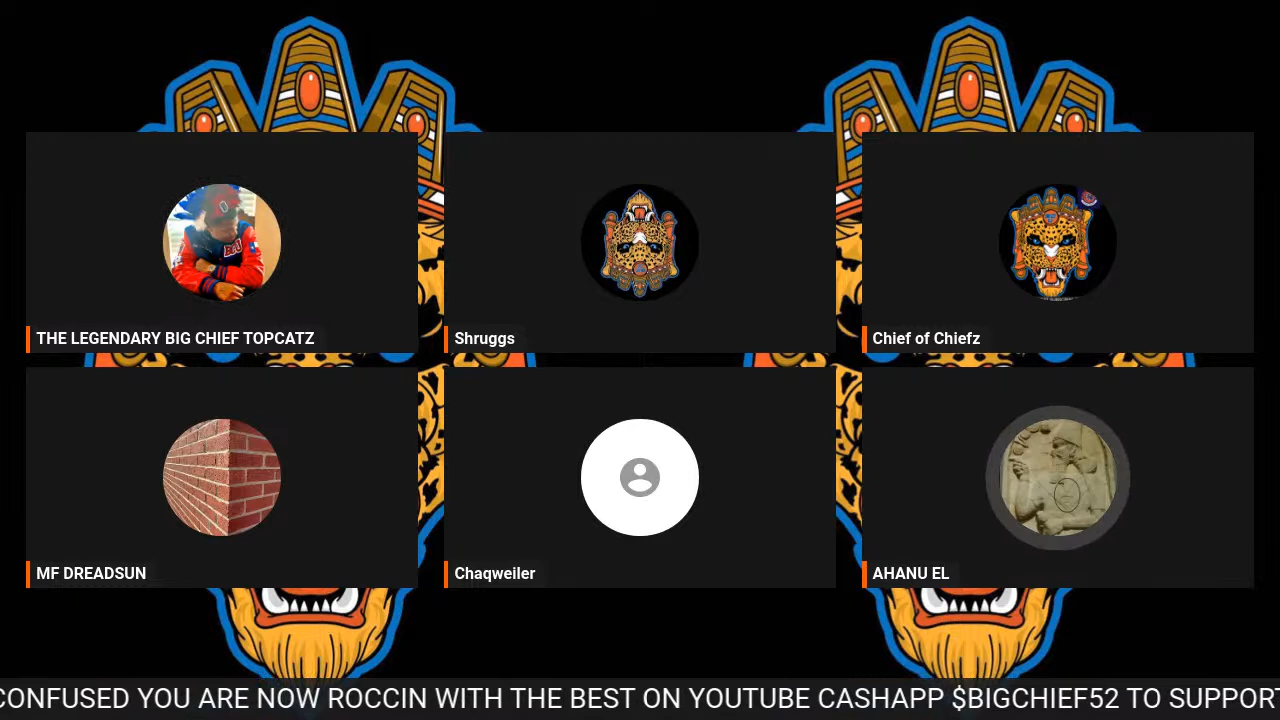 THE LEGENDARY BIG CHIEF TOPCATZ
Shruggs
Chief of Chiefz
MF DREADSUN
Chaqweiler
AHANU EL
CONFUSED YOU ARE NOW ROCCIN WITH THE BEST ON YOUTUBE CASHAPP $BIGCHIEF52 TO SUPPORT